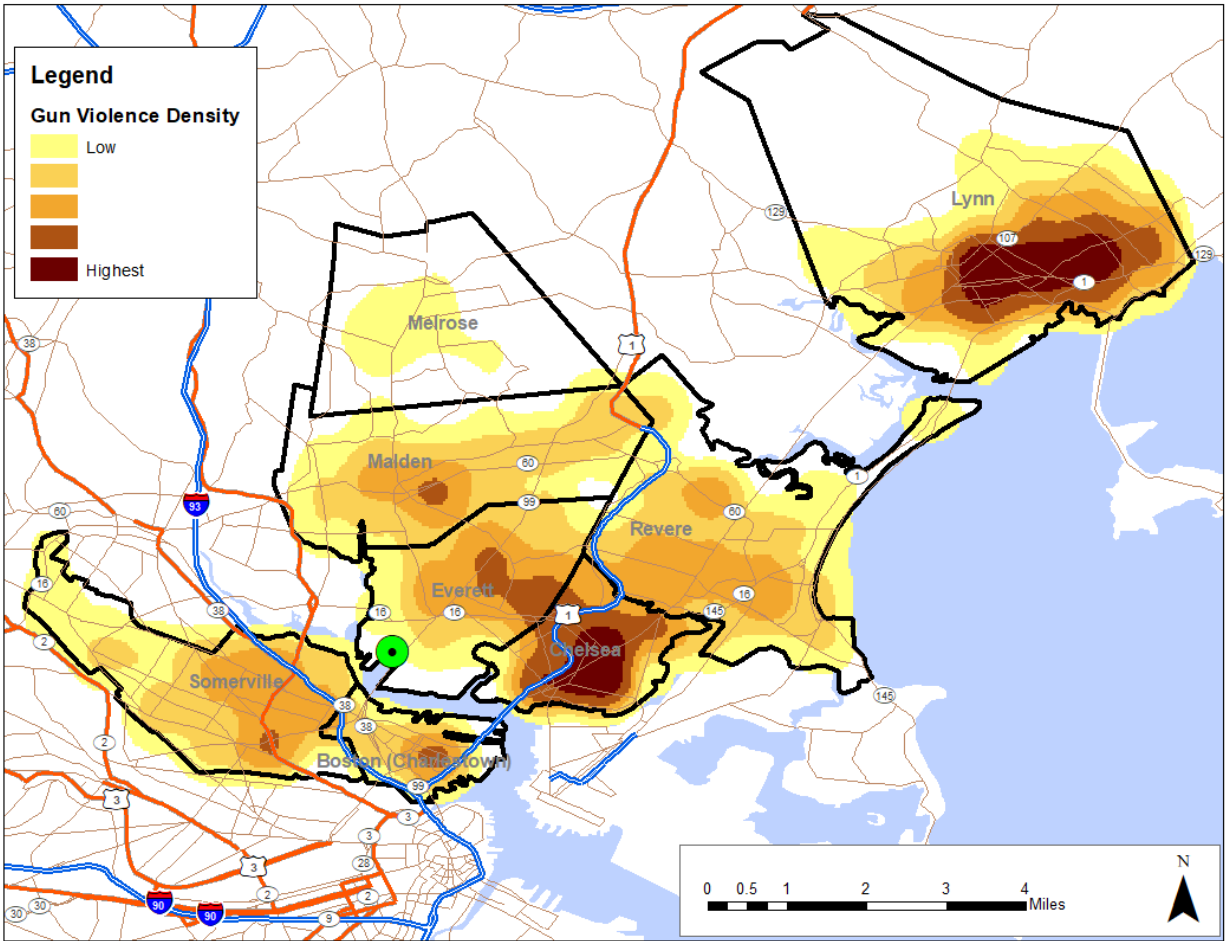 Legend
Gun Violence Density
Low
Highest
Lynn
129
107
129
1
38
Melrose
1
Malden
60
1
99
60
93
60
Revere
Everett
16
16
16
16
1
145
38
2
Chelsea
Somerville
145
38
38
2
Boston (Charlestown)
99
3
3
3
28
3
2
2
90
90
30
30
9
0 0.5 1 2 3 4
Miles
N